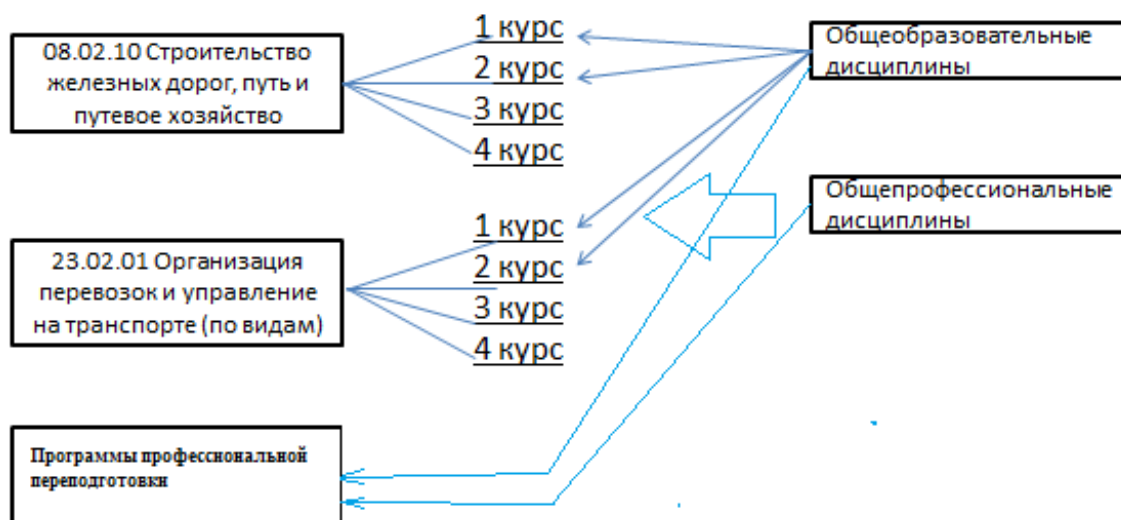 08.02.10 Строительство
железных дорог, путь и
путевое хозяйство
1 курс
2 курс
3 курс
4 курс
Общеобразовательные
дисциплины
Общепрофессиональные
дисциплины
23.02.01 Организация
перевозок и управление
на транспорте (по видам)
1 курс
2 курс
3 курс
4 курс
Программы профессиональной
переподготовки